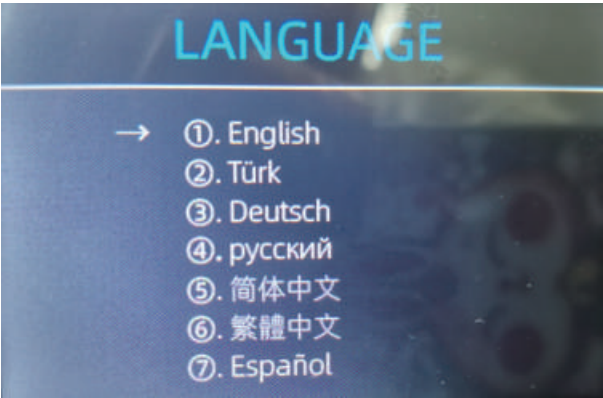 LANGUAGE
→ ①. English
②. Türk
③. Deutsch
④. русский
⑤. 简体中文
⑥. 繁體中文
⑦. Español